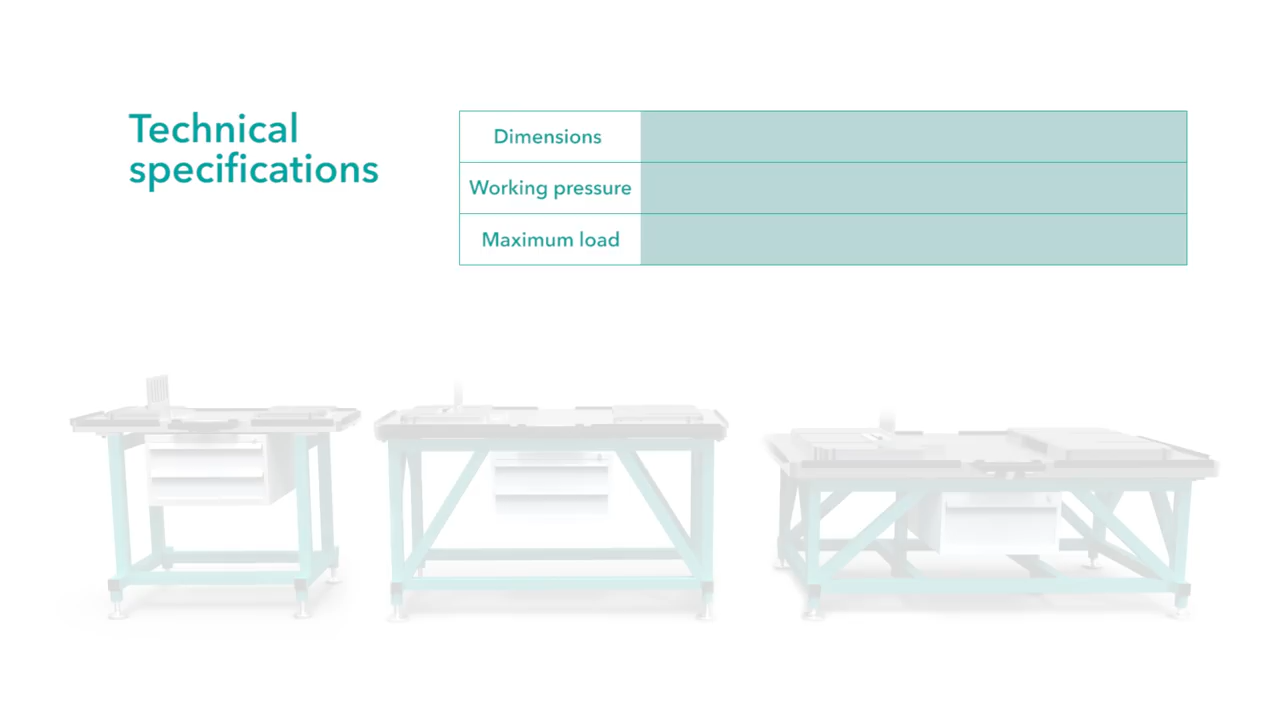 Technical
specifications
Dimensions
Working pressure
Maximum load